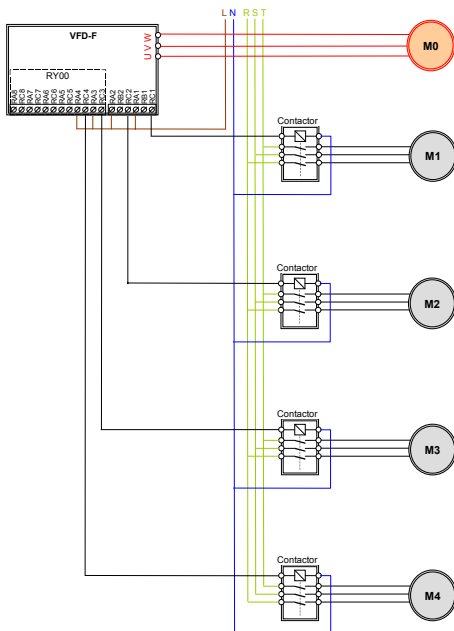 L N R S T
VFD-F
U V W
M0
RY00
RA8 RC8 RA7 RC7 RA6 RC6 RA5 RC5 RA4 RC4 RA3 RC3 RA2 RB2 RC2 RA1 RB1 RC1
Contactor
M1
Contactor
M2
Contactor
M3
Contactor
M4